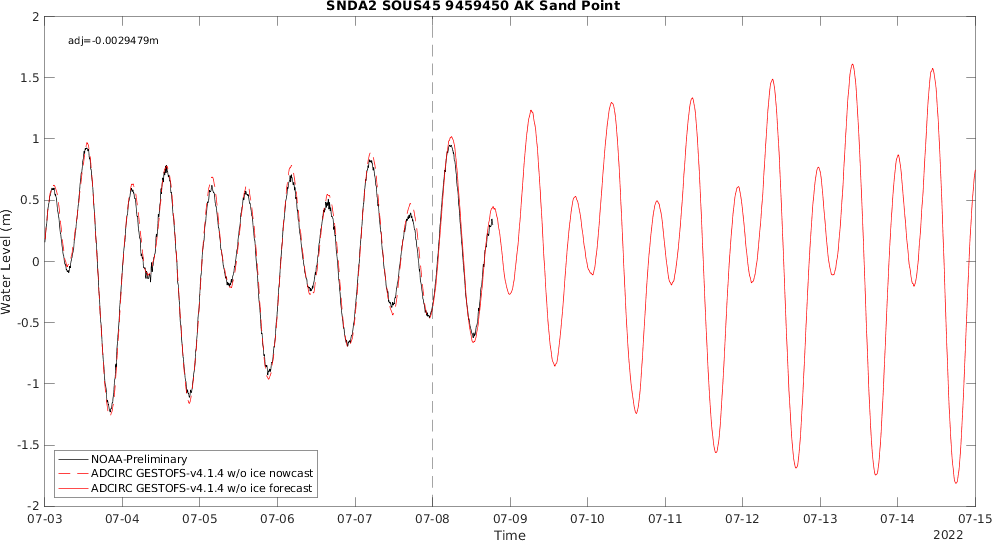 SNDA2 SOUS45 9459450 AK Sand Point
adj=-0.0029479m
2
1.5
1
0.5
0
-0.5
-1
-1.5
-2
Water Level (m)
NOAA-Preliminary
ADCIRC GESTOFS-v4.1.4 w/o ice nowcast
ADCIRC GESTOFS-v4.1.4 w/o ice forecast
07-03 07-04 07-05 07-06 07-07 07-08 07-09 07-10 07-11 07-12 07-13 07-14 07-15
Time
2022